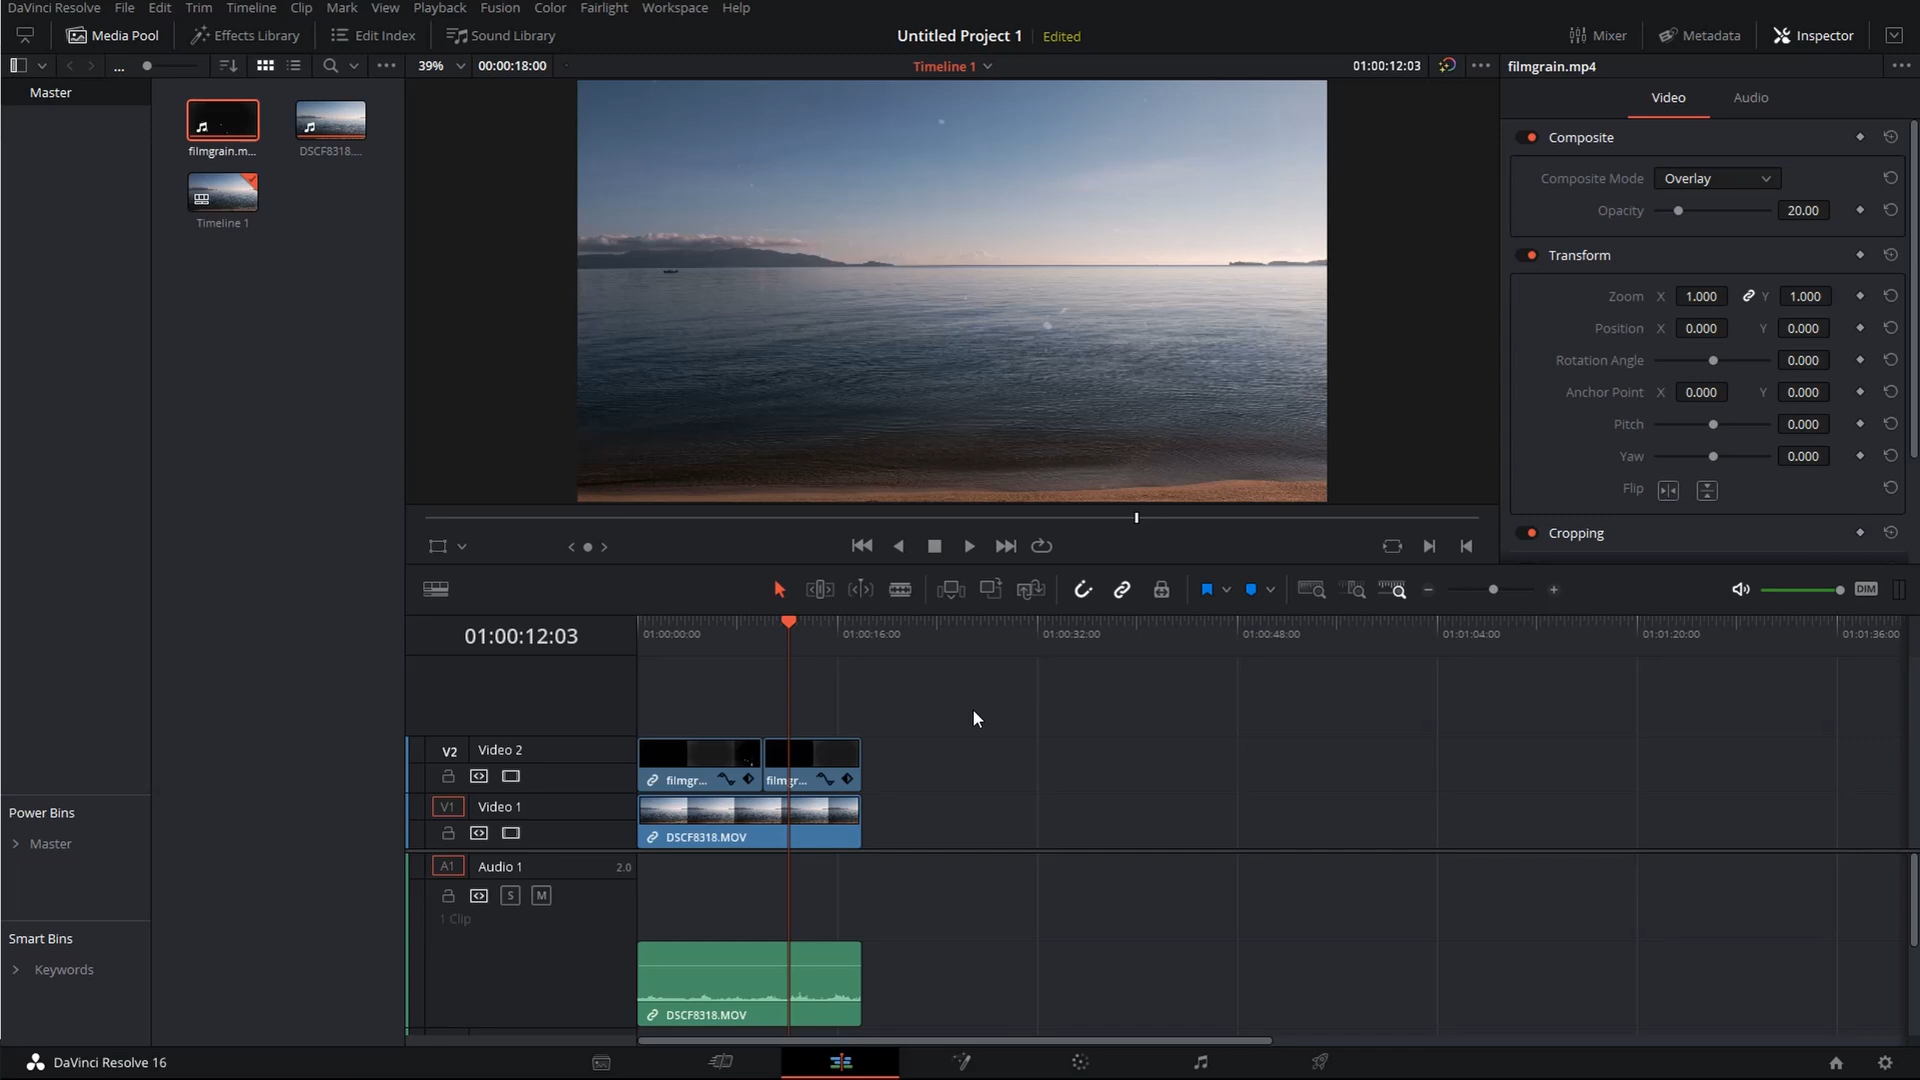 DaVinci Resolve File Edit Trim Timeline Clip Mark View Playback Fusion Color Fairlight Workspace Help
Media Pool Effects Library Edit Index Sound Library Untitled Project 1 Edited Mixer Metadata Inspector
... 39% 00:00:18:00 Timeline 1 01:00:12:03 filmgrain.mp4
Master
filmgrain.m...
DSCF8318....
Timeline 1
Video Audio
Composite
Composite Mode Overlay
Opacity 20.00
Transform
Zoom X 1.000 Y 1.000
Position X 0.000 Y 0.000
Rotation Angle 0.000
Anchor Point X 0.000 Y 0.000
Pitch 0.000
Yaw 0.000
Flip
Cropping
DIM
01:00:12:03
01:00:00:00 01:00:16:00 01:00:32:00 01:00:48:00 01:01:04:00 01:01:20:00 01:01:36:00
V2 Video 2
filmgr... filmgr...
V1 Video 1
DSCF8318.MOV
A1 Audio 1 2.0
S M
1 Clip
DSCF8318.MOV
Power Bins
Master
Smart Bins
Keywords
DaVinci Resolve 16